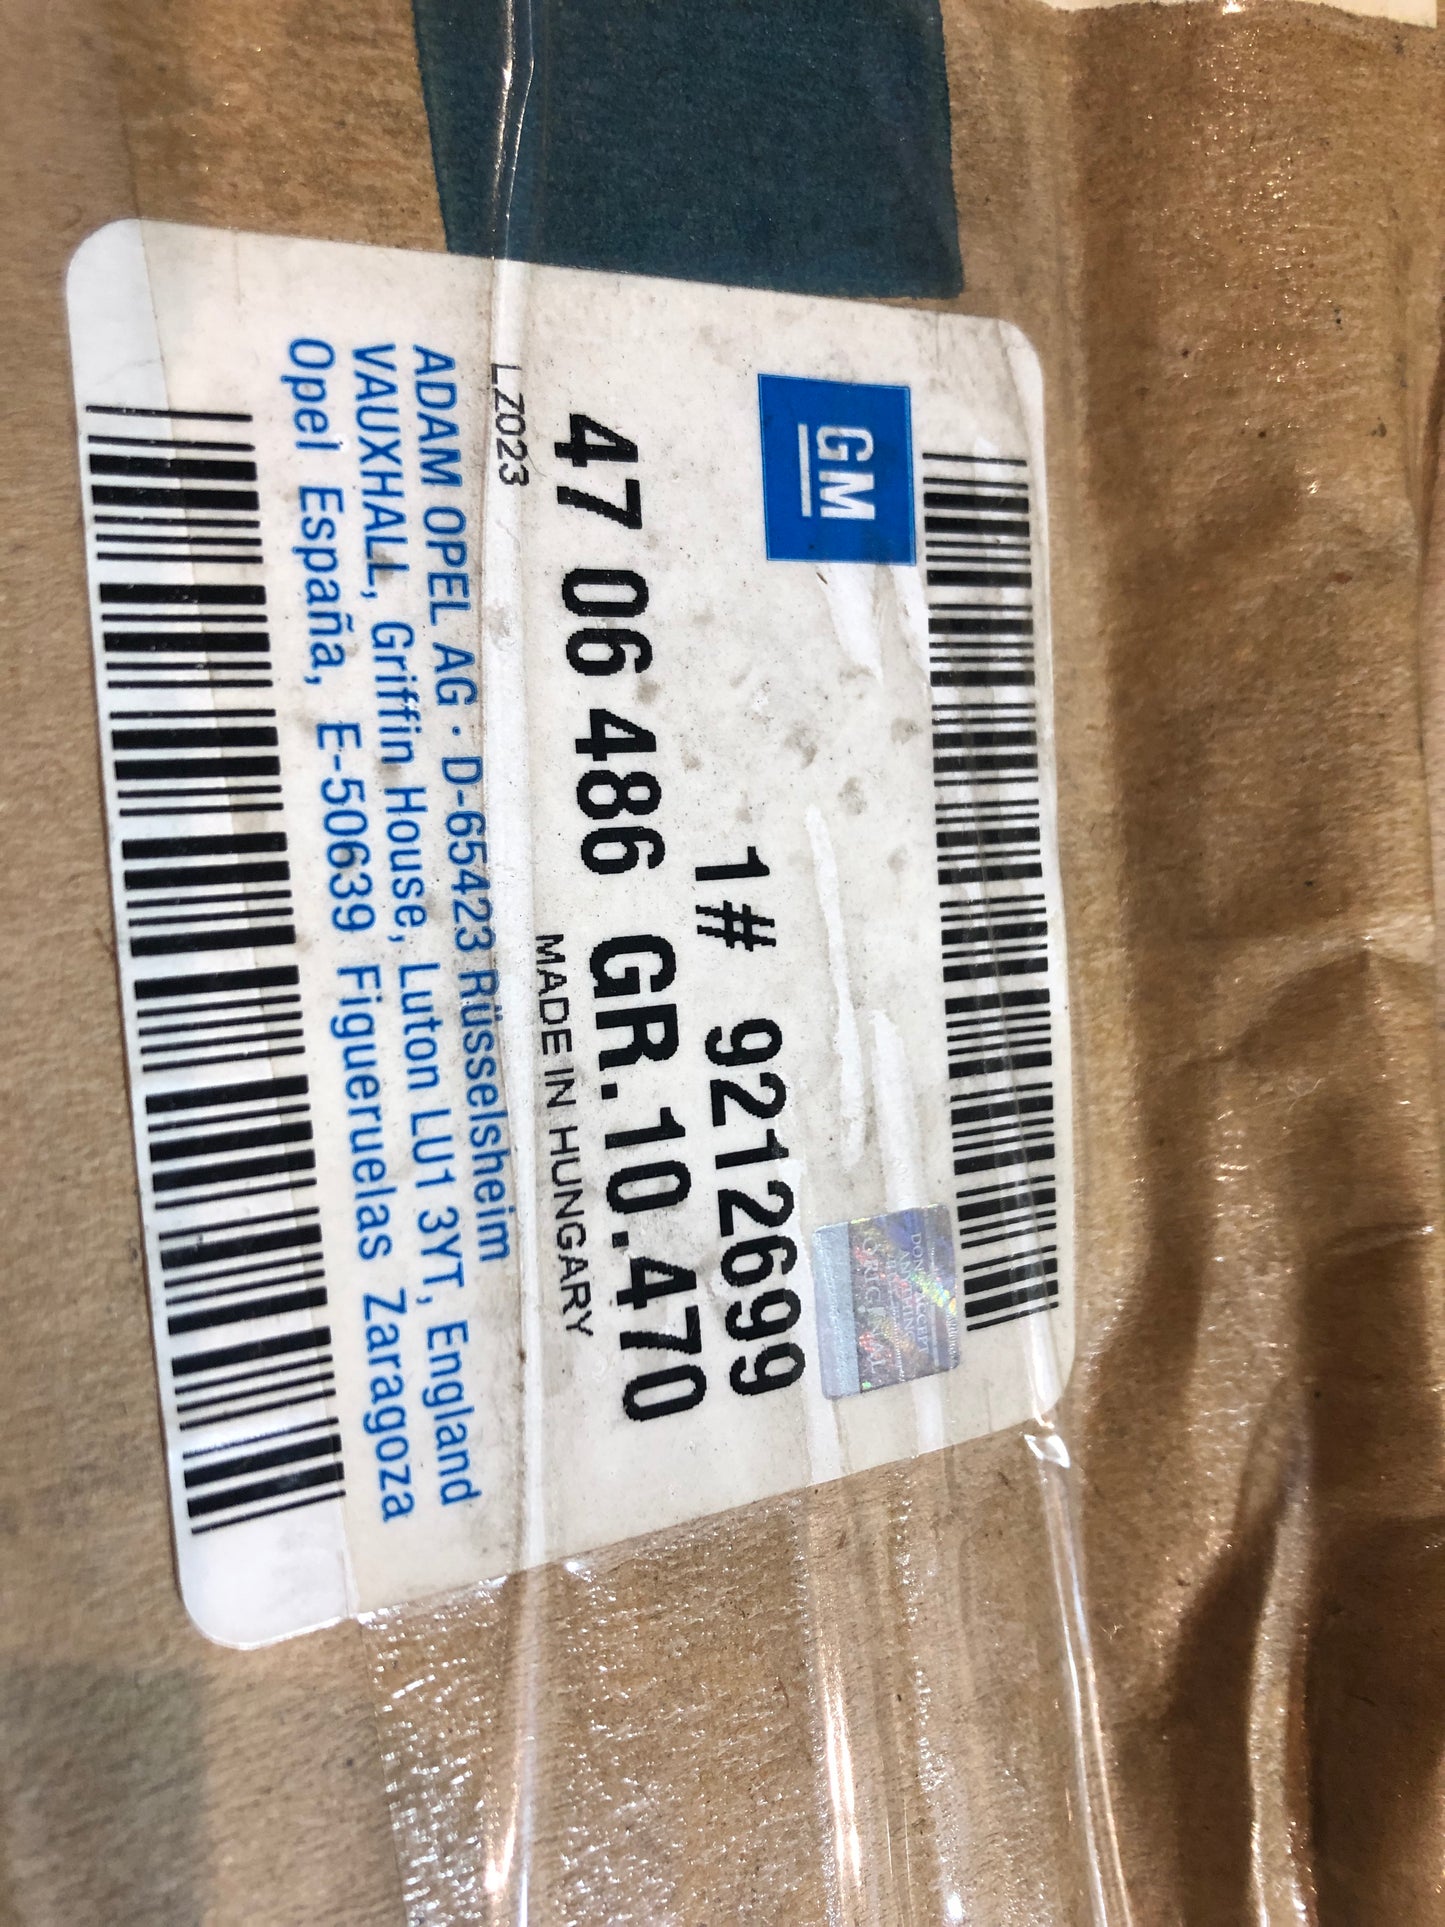 GM
1# 9212699
47 06 486 GR.10.470
LZ023 MADE IN HUNGARY
ADAM OPEL AG · D-65423 Rüsselsheim
VAUXHALL, Griffin House, Luton LU1 3YT, England
Opel España, E-50639 Figueruelas Zaragoza